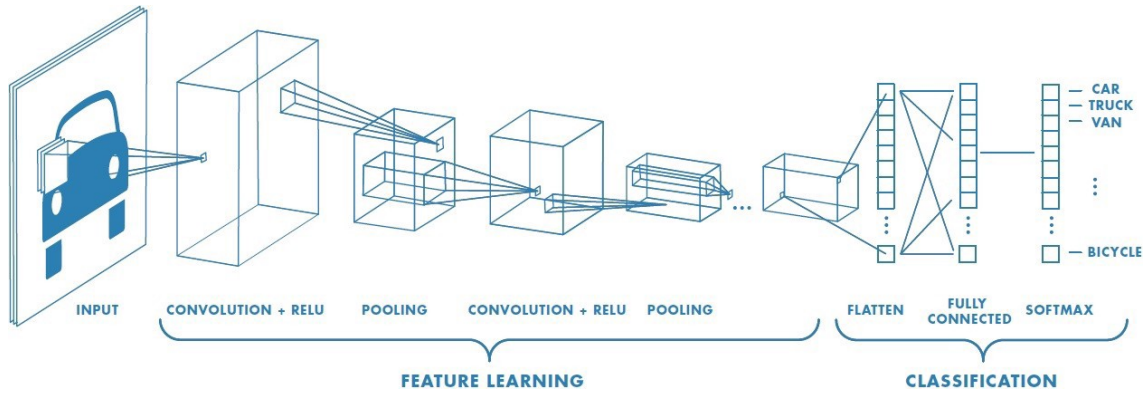 CAR
TRUCK
VAN
BICYCLE
INPUT
CONVOLUTION + RELU
POOLING
CONVOLUTION + RELU
POOLING
FLATTEN
FULLY
CONNECTED
SOFTMAX
FEATURE LEARNING
CLASSIFICATION